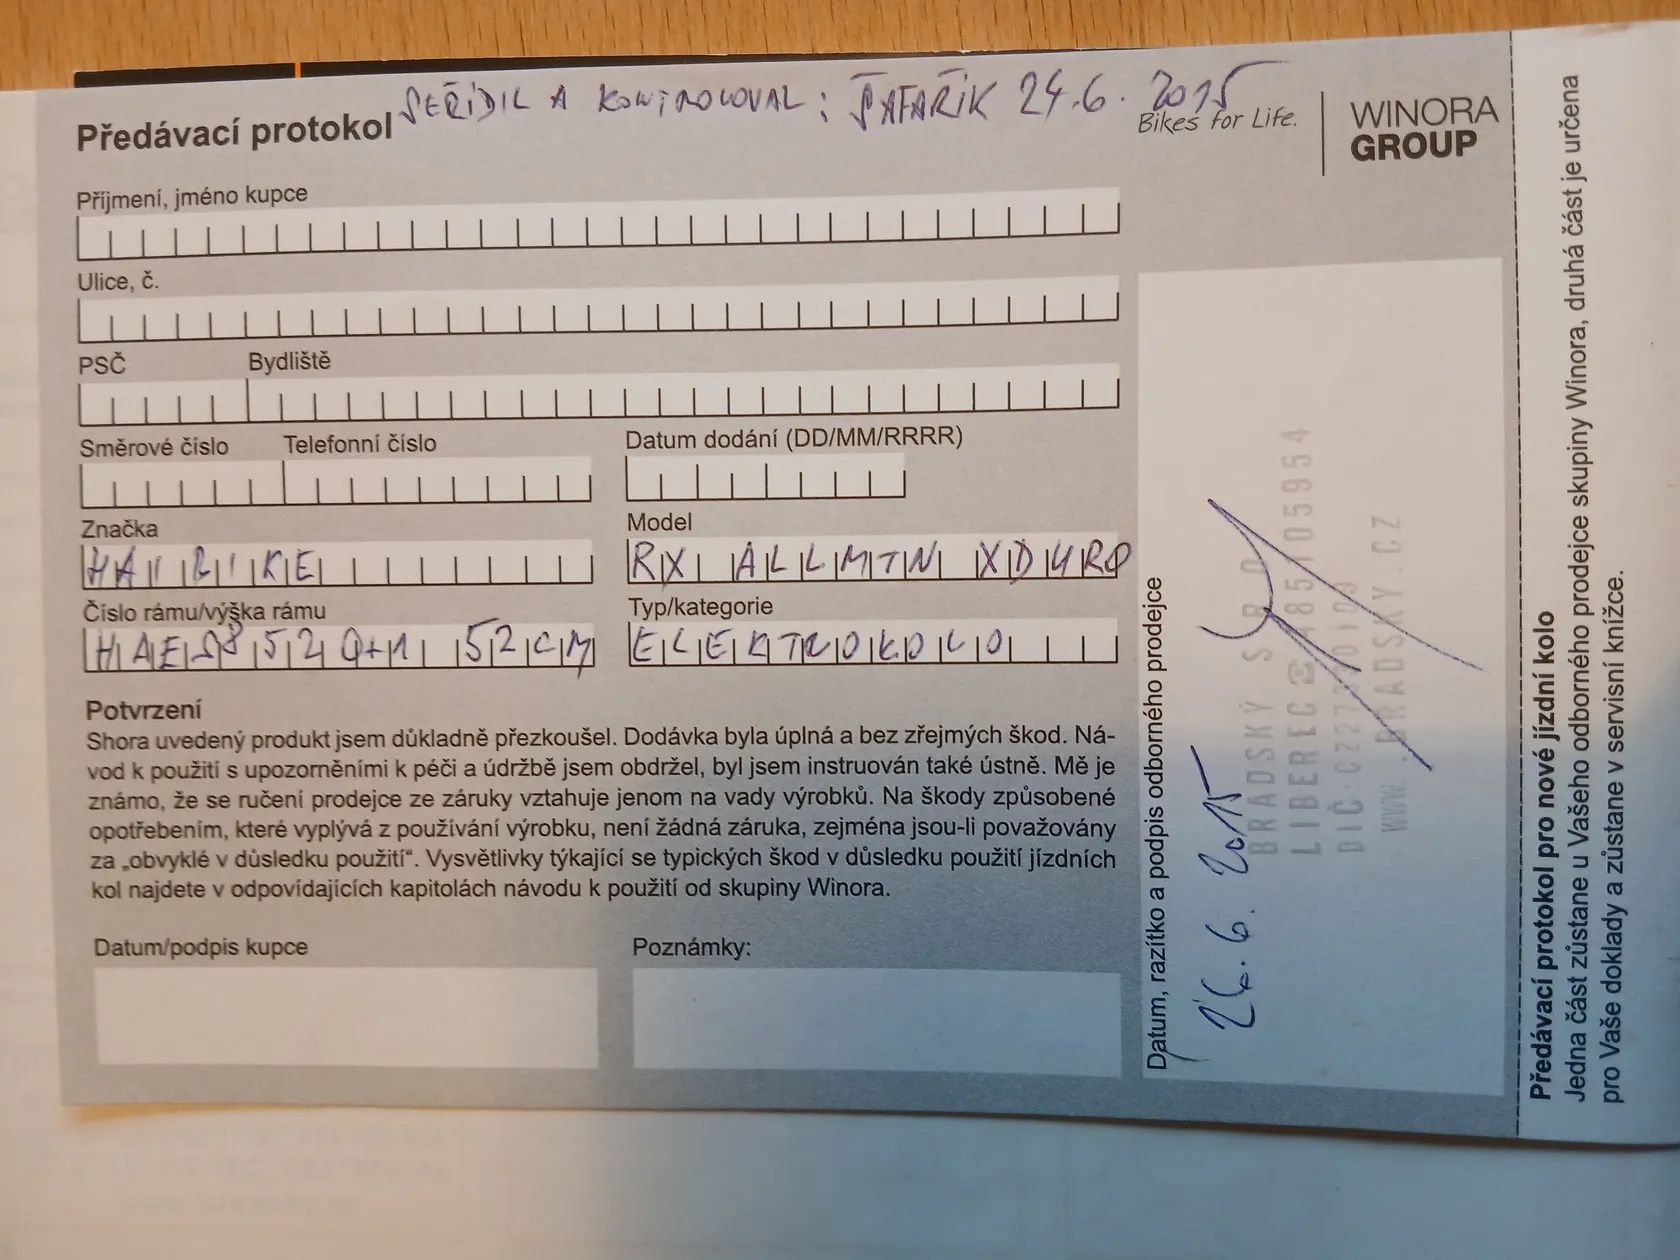 SEŘÍDIL A KONTROLOVAL: ŠAFAŘÍK 24.6.2015
Předávací protokol
Bikes for Life.
WINORA
GROUP
Příjmení, jméno kupce
Ulice, č.
PSČ Bydliště
Směrové číslo Telefonní číslo Datum dodání (DD/MM/RRRR)
Značka Model
HAIBIKE RX ALLMTN XDURO
Číslo rámu/výška rámu Typ/kategorie
52CM ELEKTROKOLO
Potvrzení
Shora uvedený produkt jsem důkladně přezkoušel. Dodávka byla úplná a bez zřejmých škod. Ná-
vod k použití s upozorněními k péči a údržbě jsem obdržel, byl jsem instruován také ústně. Mě je
známo, že se ručení prodejce ze záruky vztahuje jenom na vady výrobků. Na škody způsobené
opotřebením, které vyplývá z používání výrobku, není žádná záruka, zejména jsou-li považovány
za „obvyklé v důsledku použití“. Vysvětlivky týkající se typických škod v důsledku použití jízdních
kol najdete v odpovídajících kapitolách návodu k použití od skupiny Winora.
Datum/podpis kupce Poznámky:
Datum, razítko a podpis odborného prodejce
26.6.2015
BRADSKÝ
LIBEREC 485105954
DIČ:
WWW.BRADSKY.CZ
Předávací protokol pro nové jízdní kolo
Jedna část zůstane u Vašeho odborného prodejce skupiny Winora, druhá část je určena
pro Vaše doklady a zůstane v servisní knížce.